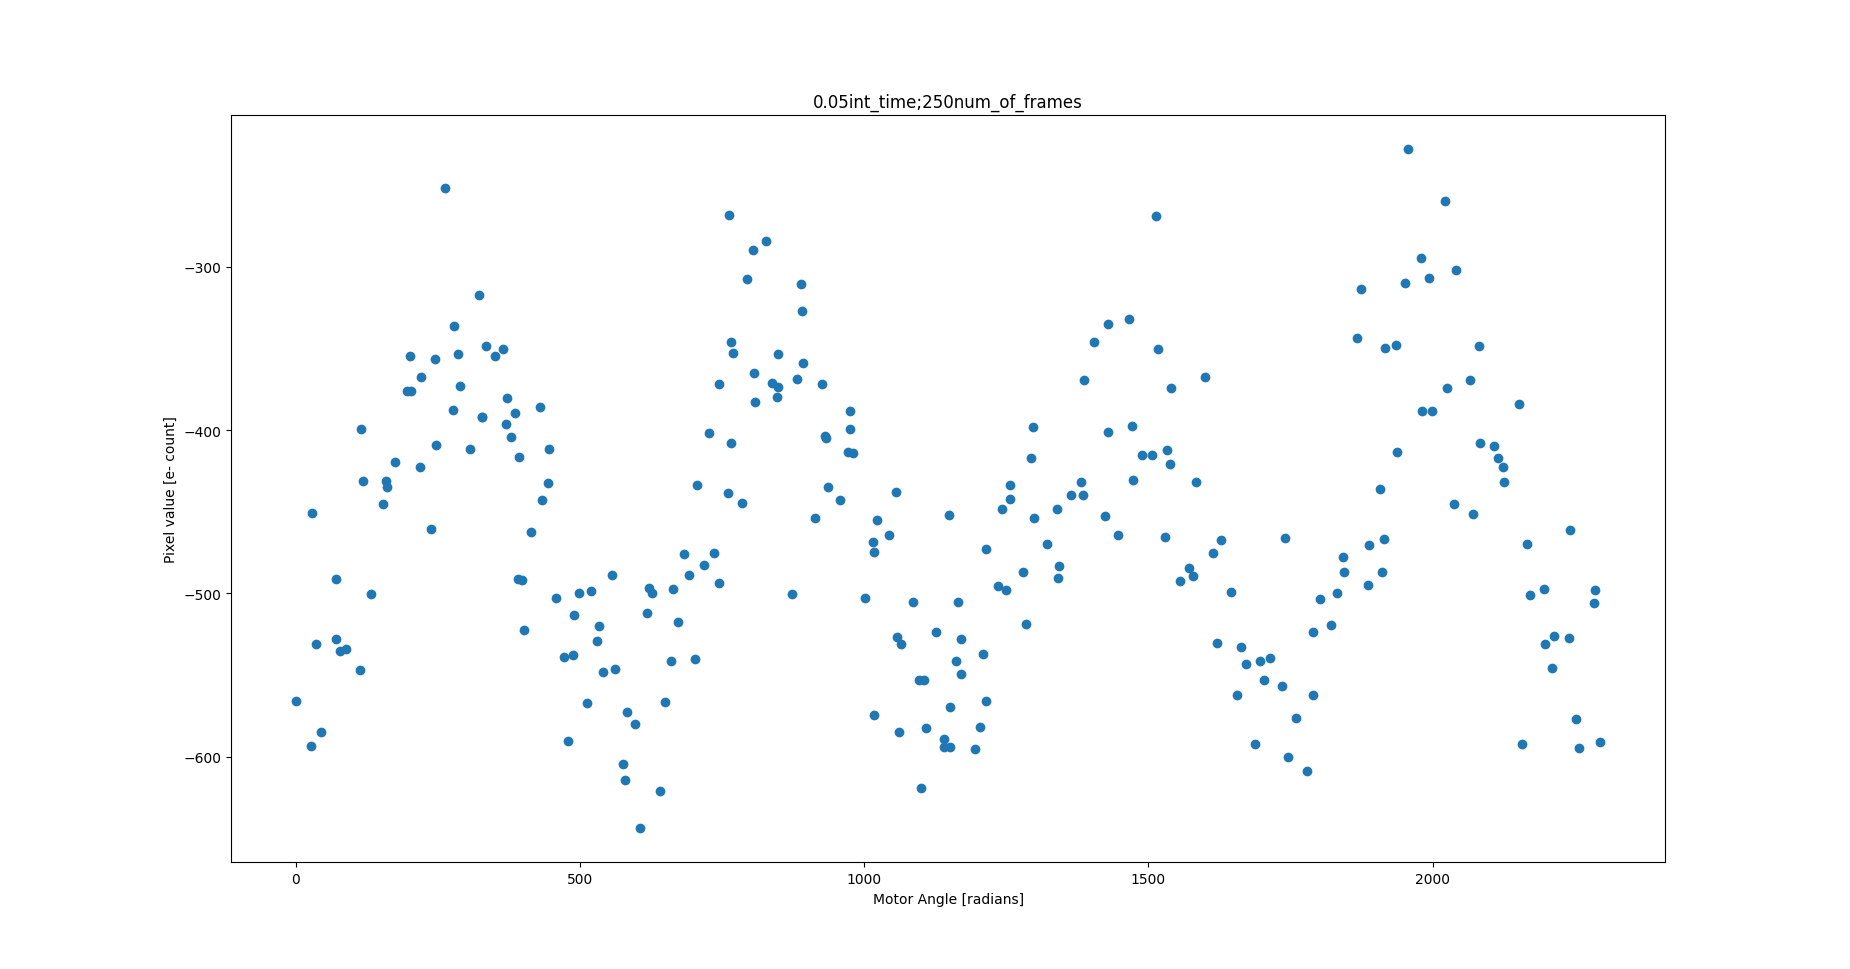 0.05int_time;250num_of_frames
Pixel value [e- count]
−300
−400
−500
−600
0 500 1000 1500 2000
Motor Angle [radians]